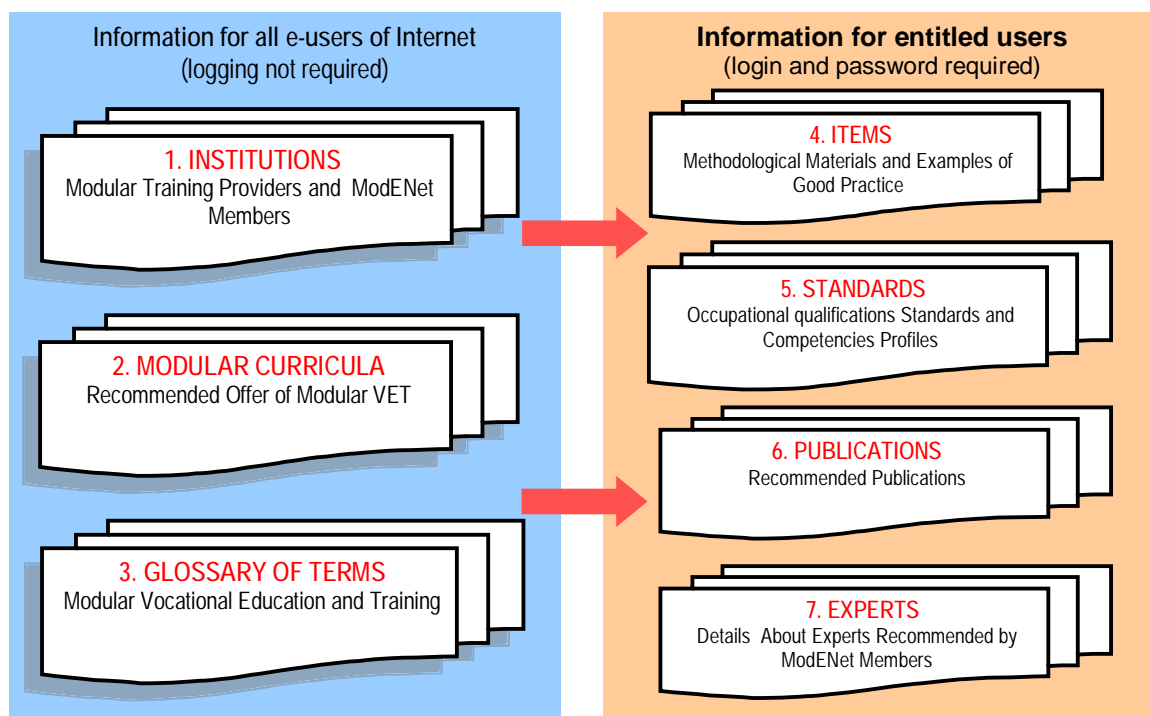 Information for all e-users of Internet
(logging not required)
1. INSTITUTIONS
Modular Training Providers and ModENet
Members
2. MODULAR CURRICULA
Recommended Offer of Modular VET
3. GLOSSARY OF TERMS
Modular Vocational Education and Training
Information for entitled users
(login and password required)
4. ITEMS
Methodological Materials and Examples of
Good Practice
5. STANDARDS
Occupational qualifications Standards and
Competencies Profiles
6. PUBLICATIONS
Recommended Publications
7. EXPERTS
Details About Experts Recommended by
ModENet Members